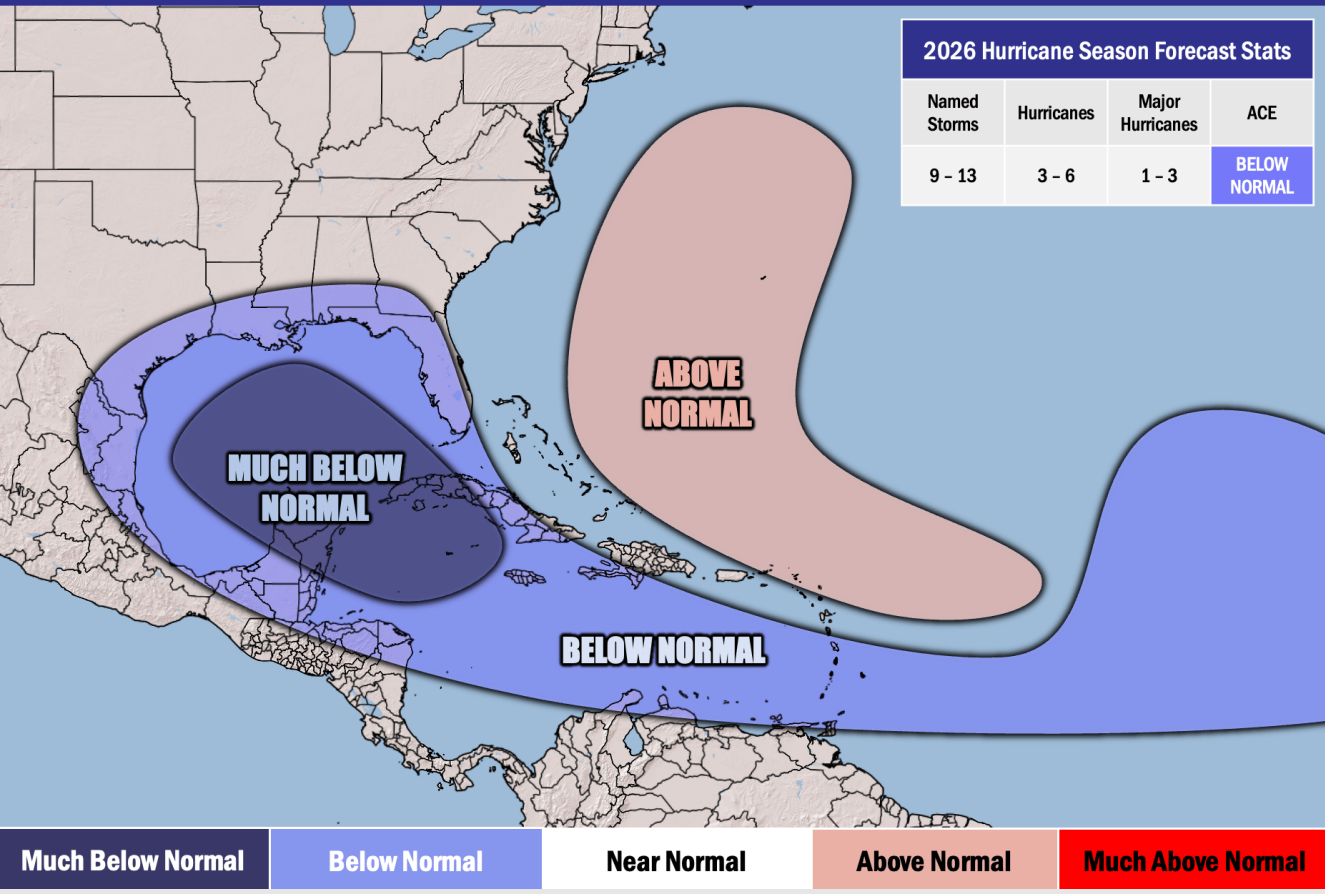 2026 Hurricane Season Forecast Stats
Named
Storms
Hurricanes
Major
Hurricanes
ACE
9 – 13
3 – 6
1 – 3
BELOW
NORMAL
ABOVE
NORMAL
MUCH BELOW
NORMAL
BELOW NORMAL
Much Below Normal
Below Normal
Near Normal
Above Normal
Much Above Normal